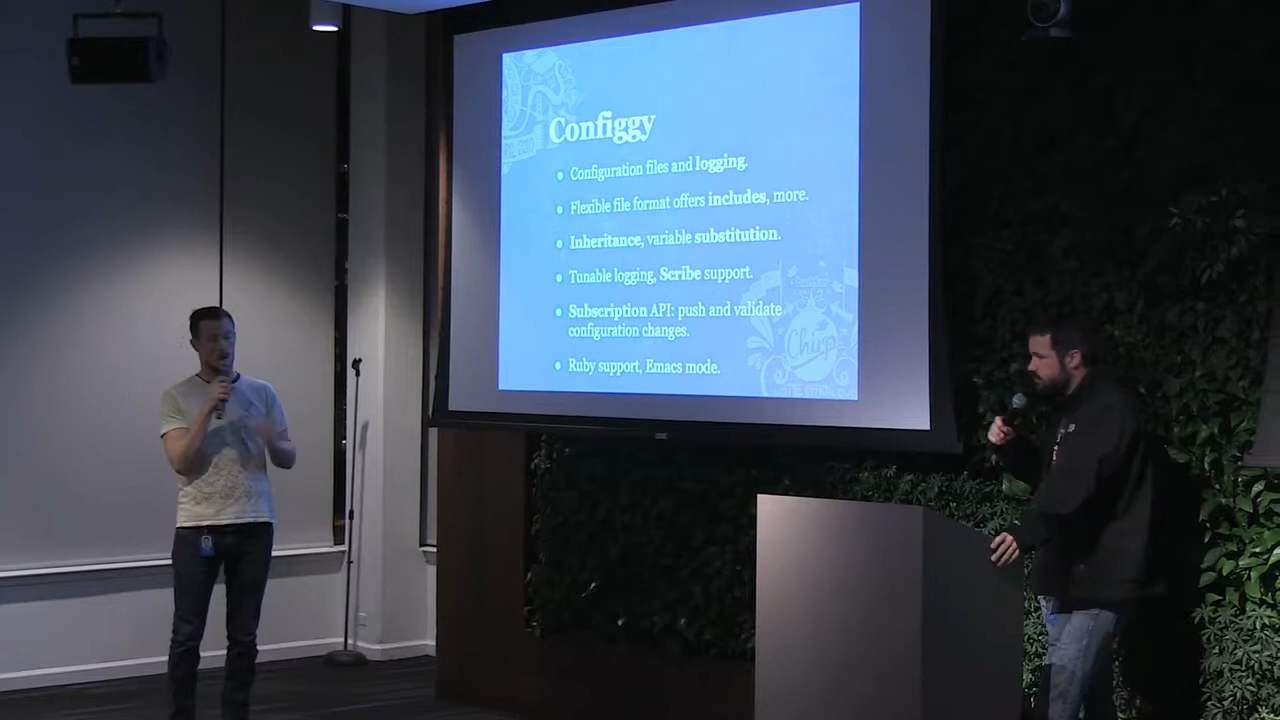 Configgy
Configuration files and logging.
Flexible file format offers includes, more.
Inheritance, variable substitution.
Tunable logging, Scribe support.
Subscription API: push and validate
configuration changes.
Ruby support, Emacs mode.
Chirp